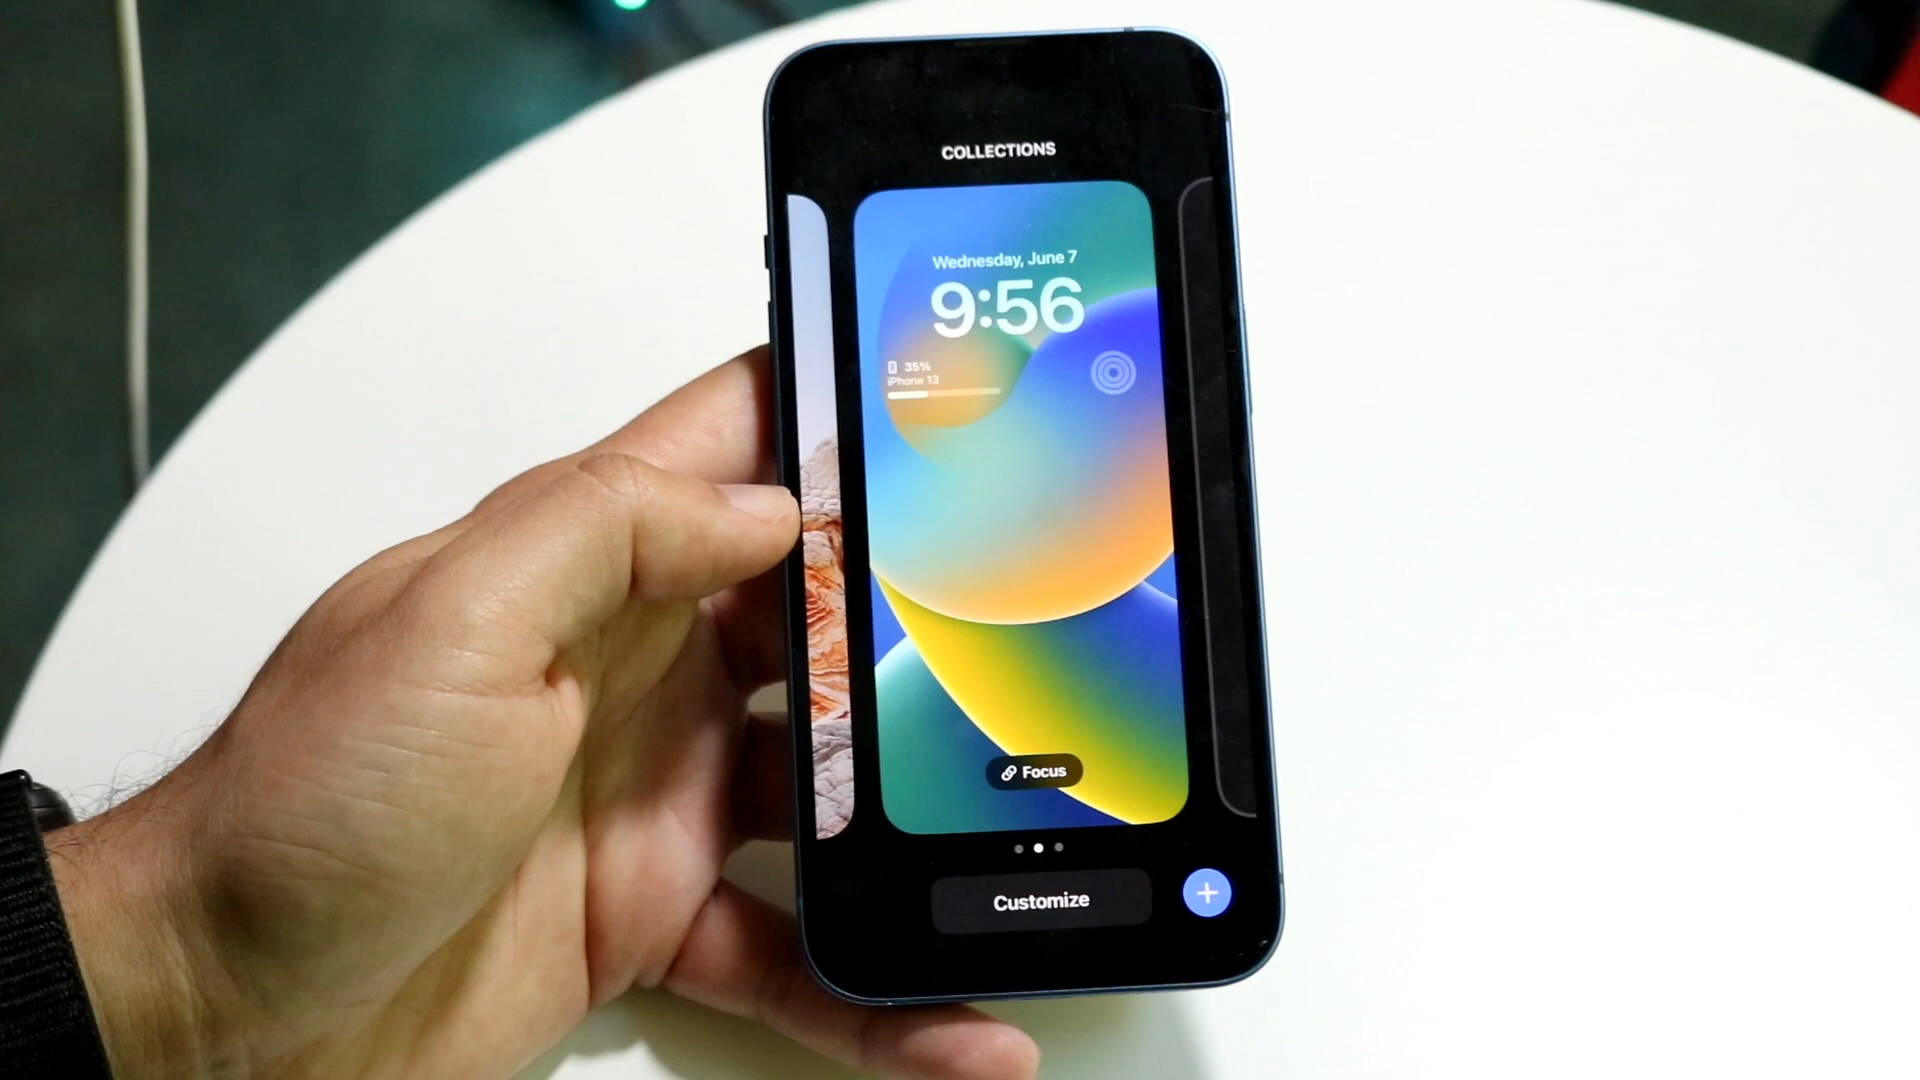 COLLECTIONS
Wednesday, June 7
9:56
35%
iPhone 13
Focus
Customize